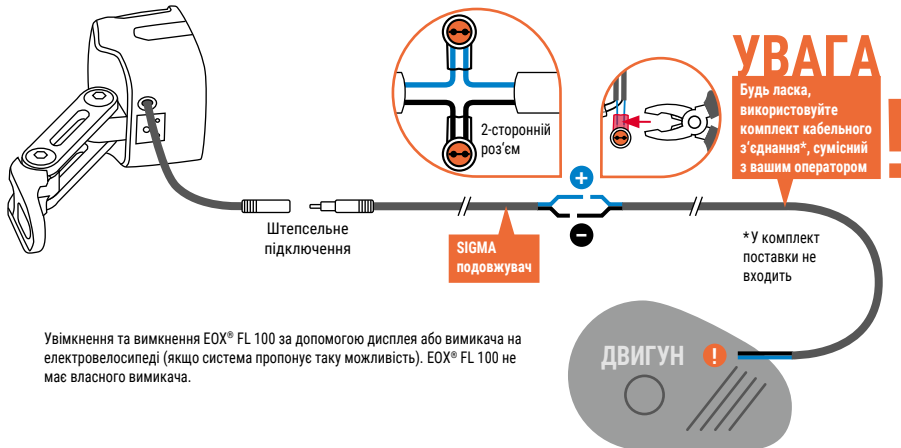 УВАГА
Будь ласка,
використовуйте
комплект кабельного
з'єднання*, сумісний
з вашим оператором
!
2-сторонній
роз'єм
+
−
Штепсельне
підключення
SIGMA
подовжувач
*У комплект
поставки не
входить
Увімкнення та вимкнення EOX® FL 100 за допомогою дисплея або вимикача на
електровелосипеді (якщо система пропонує таку можливість). EOX® FL 100 не
має власного вимикача.
ДВИГУН !